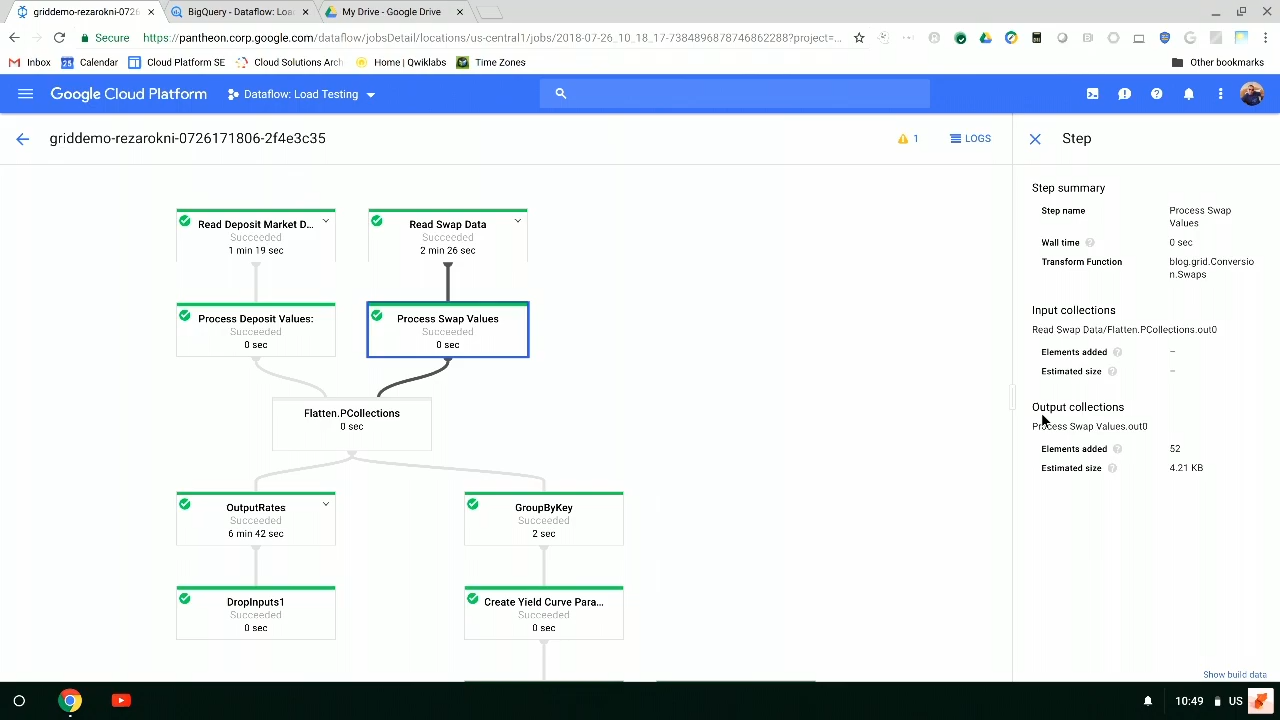 griddemo-rezarokni-0726
BigQuery - Dataflow: Loa
My Drive - Google Drive
Secure
https://pantheon.corp.google.com/dataflow/jobsDetail/locations/us-central1/jobs/2018-07-26_10_18_17-7384896878746862288?project=...
Inbox
Calendar
Cloud Platform SE
Cloud Solutions Arch
Home | Qwiklabs
Time Zones
Other bookmarks
Google Cloud Platform
Dataflow: Load Testing
griddemo-rezarokni-0726171806-2f4e3c35
1
LOGS
Step
Read Deposit Market D...
Succeeded
1 min 19 sec
Read Swap Data
Succeeded
2 min 26 sec
Process Deposit Values:
Succeeded
0 sec
Process Swap Values
Succeeded
0 sec
Flatten.PCollections
0 sec
OutputRates
Succeeded
6 min 42 sec
GroupByKey
Succeeded
2 sec
DropInputs1
Succeeded
0 sec
Create Yield Curve Para...
Succeeded
0 sec
Step summary
Step name
Process Swap
Values
Wall time
0 sec
Transform Function
blog.grid.Conversio
n.Swaps
Input collections
Read Swap Data/Flatten.PCollections.out0
Elements added
–
Estimated size
–
Output collections
Process Swap Values.out0
Elements added
52
Estimated size
4.21 KB
Show build data
10:49
US